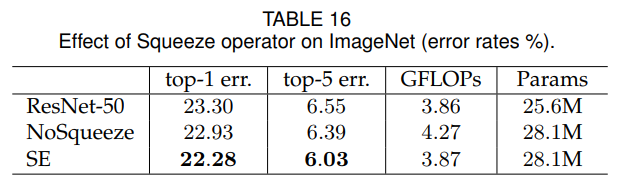 TABLE 16
Effect of Squeeze operator on ImageNet (error rates %).
top-1 err. top-5 err. GFLOPs Params
ResNet-50 23.30 6.55 3.86 25.6M
NoSqueeze 22.93 6.39 4.27 28.1M
SE 22.28 6.03 3.87 28.1M